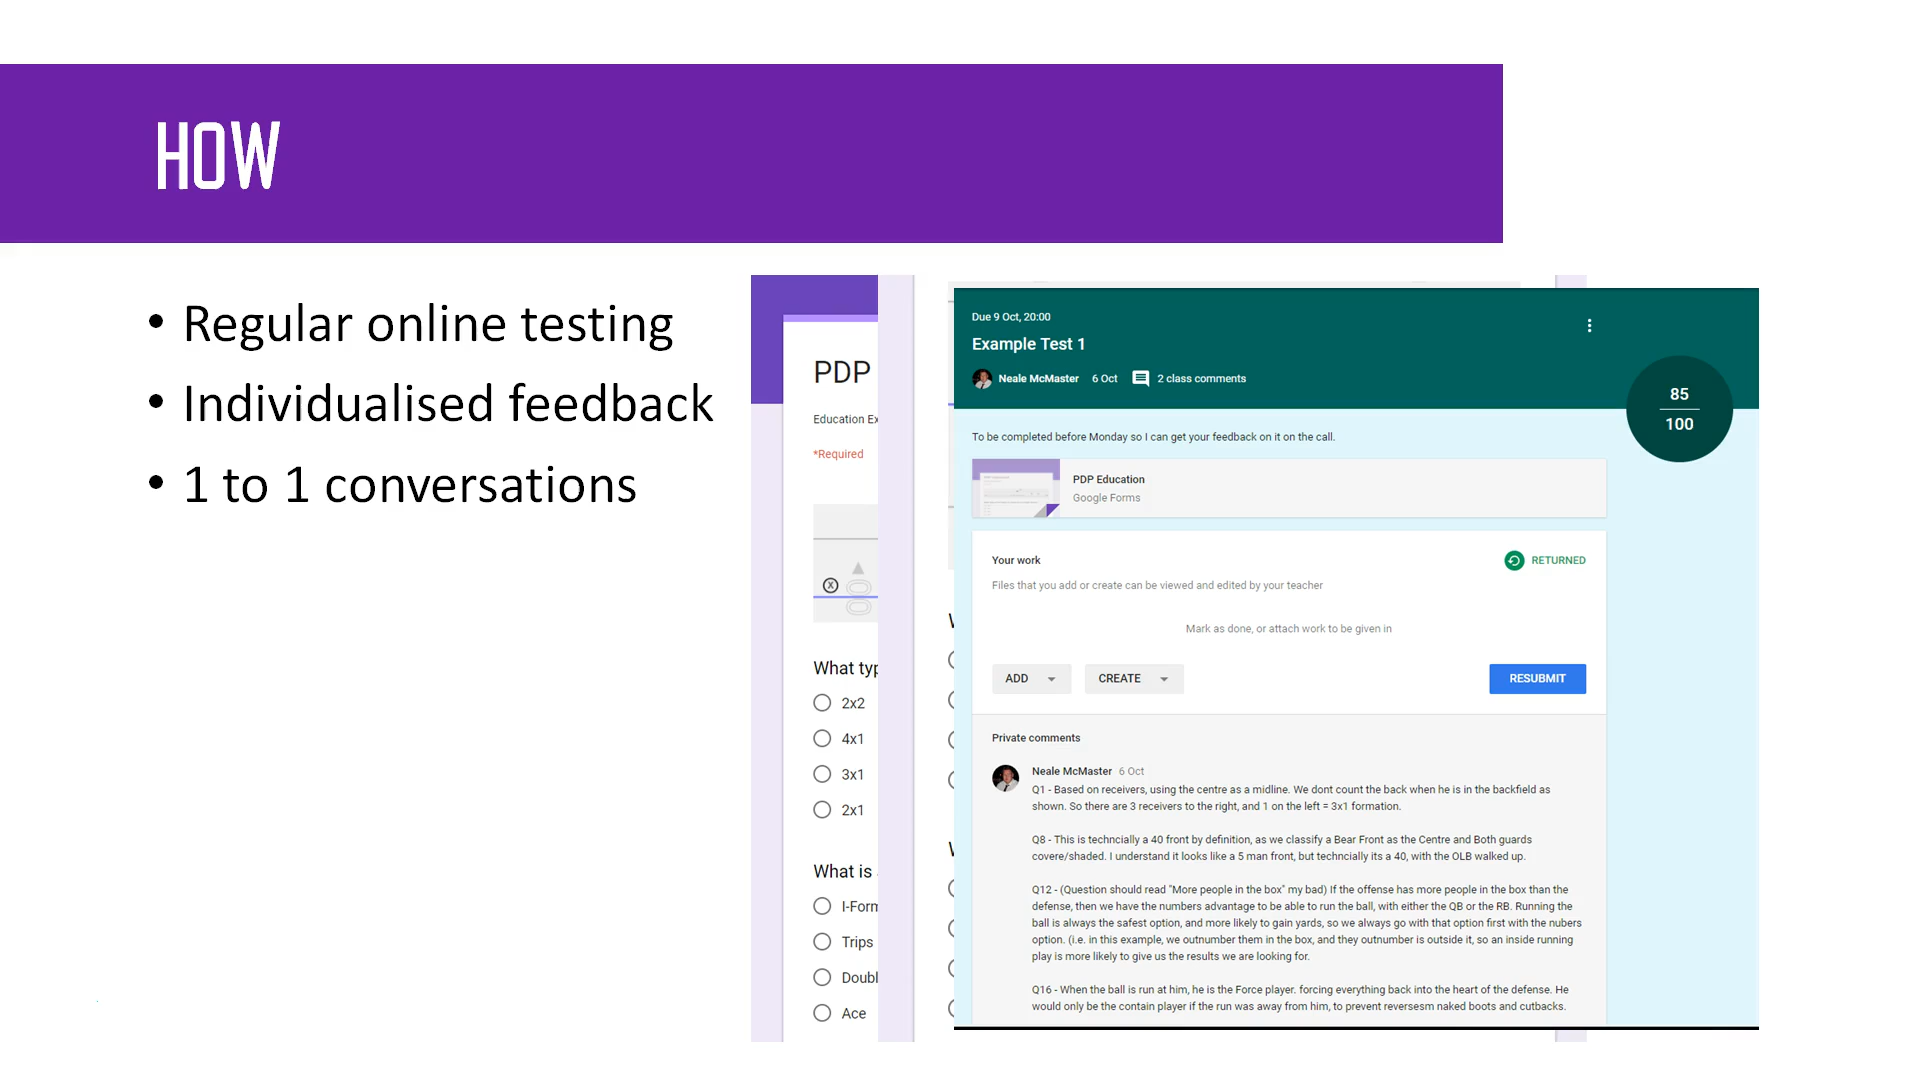 HOW
• Regular online testing
• Individualised feedback
• 1 to 1 conversations
PDP
Education
*Required
X
What
2x2
4x1
3x1
2x1
What is
Trips
Ace
Due 9 Oct, 20:00
Example Test 1
Neale McMaster 6 Oct 2 class comments
85
100
To be completed before Monday so I can get your feedback on it on the call.
PDP Education
Google Forms
Your work
RETURNED
Files that you add or create can be viewed and edited by your teacher
Mark as done, or attach work to be given in
ADD
CREATE
RESUBMIT
Private comments
Neale McMaster 6 Oct
Q1 - Based on receivers, using the centre as a midline. We dont count the back when he is in the backfield as
shown. So there are 3 receivers to the right, and 1 on the left = 3x1 formation.
Q8 - This is techncially a 40 front by definition, as we classify a Bear Front as the Centre and Both guards
covere/shaded. I understand it looks like a 5 man front, but techncially its a 40, with the OLB walked up.
Q12 - (Question should read "More people in the box" my bad) If the offense has more people in the box than the
defense, then we have the numbers advantage to be able to run the ball, with either the QB or the RB. Running the
ball is always the safest option, and more likely to gain yards, so we always go with that option first with the nubers
option. (i.e. in this example, we outnumber them in the box, and they outnumber is outside it, so an inside running
play is more likely to give us the results we are looking for.
Q16 - When the ball is run at him, he is the Force player. forcing everything back into the heart of the defense. He
would only be the contain player if the run was away from him, to prevent reversesm naked boots and cutbacks.